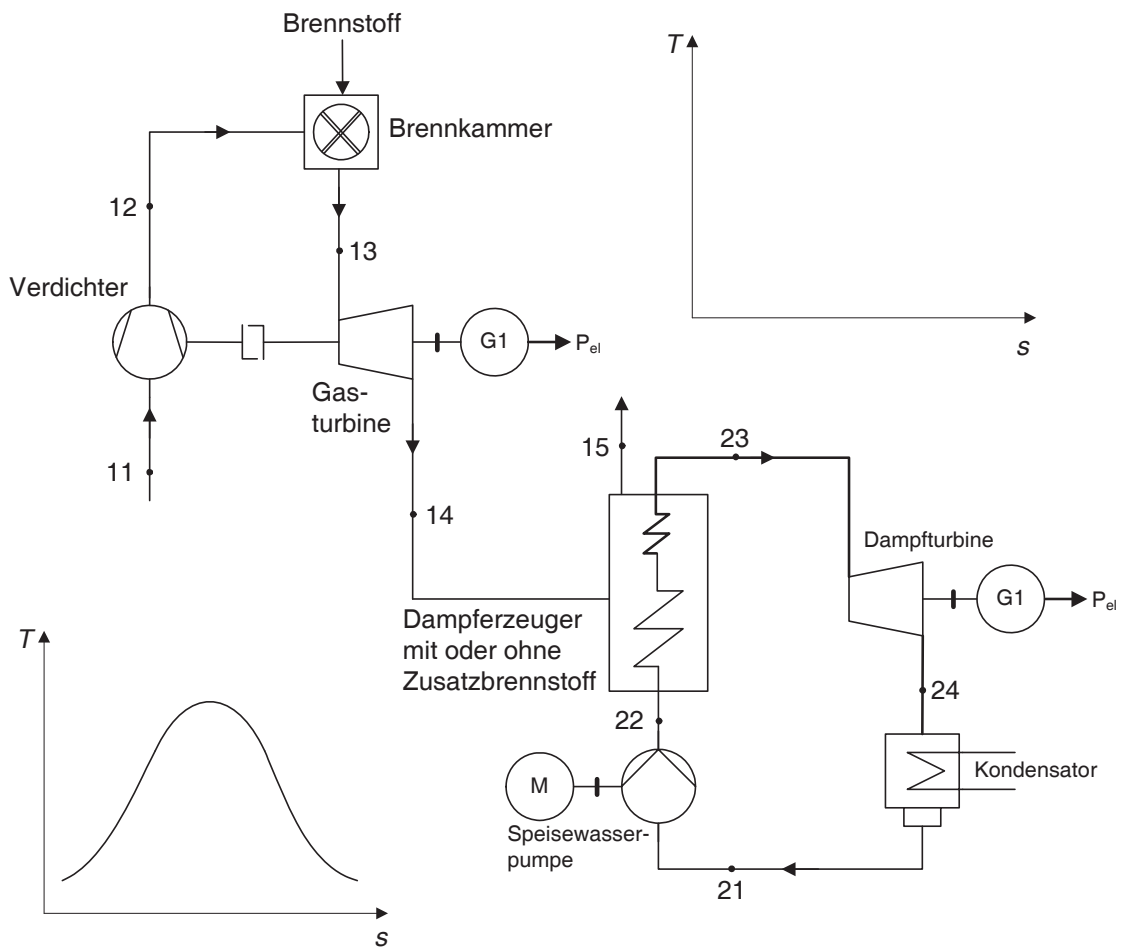 Brennstoff
T
Brennkammer
12
13
Verdichter
G1
Pel
s
Gas-
turbine
11
15
23
14
Dampfturbine
G1
Pel
Dampferzeuger
mit oder ohne
Zusatzbrennstoff
T
24
22
M
Kondensator
Speisewasser-
pumpe
21
s